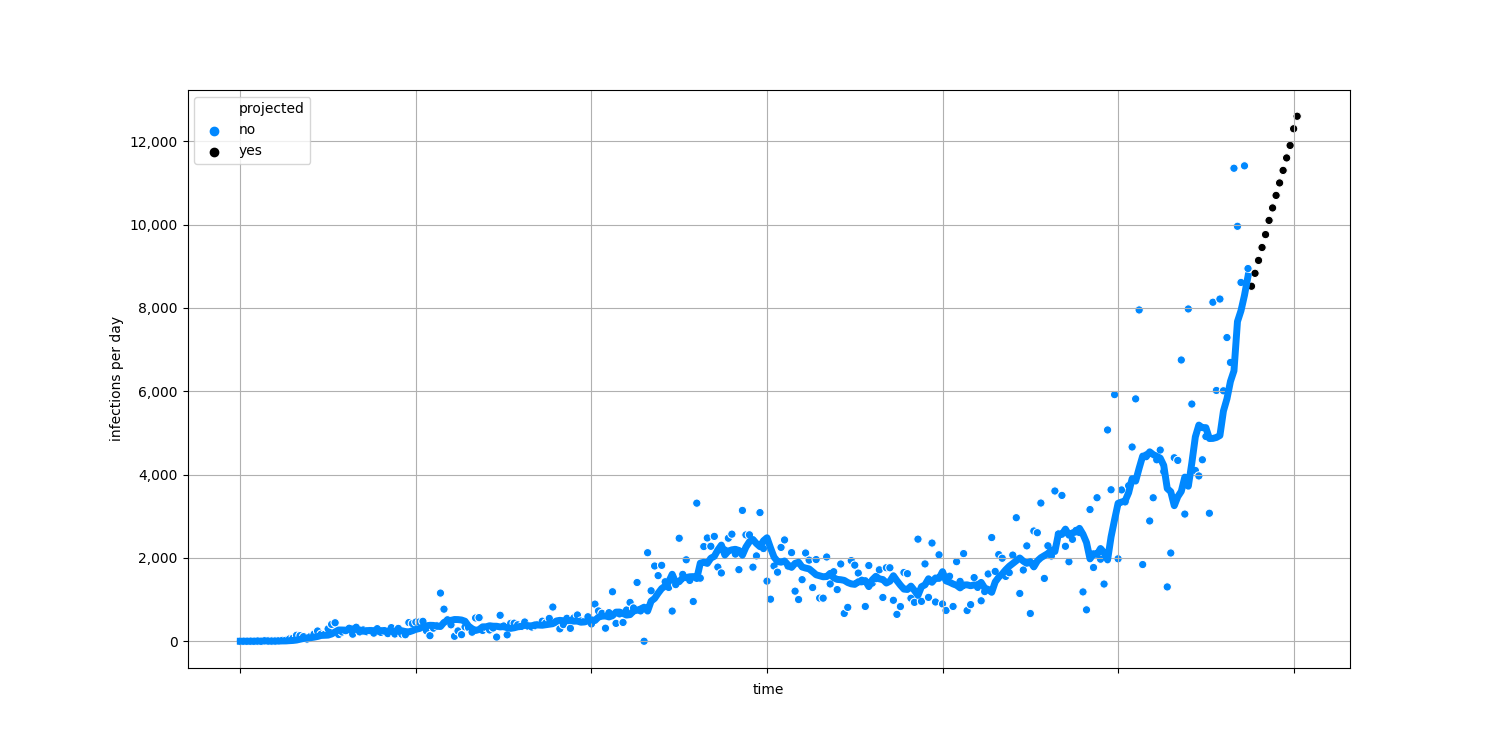 projected
no
yes
12,000
10,000
8,000
6,000
4,000
2,000
0
infections per day
time